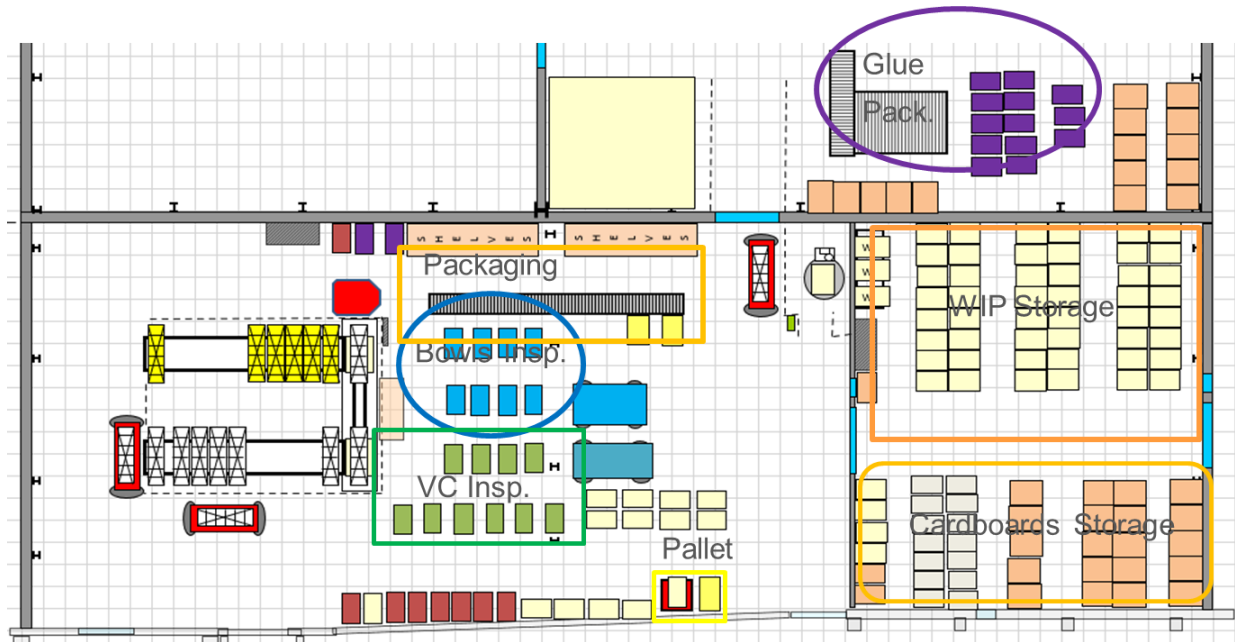 Glue
Pack.
SHELVES
SHELVES
Packaging
W
W
W
WIP Storage
Bowls Insp.
VC Insp.
Cardboards Storage
Pallet